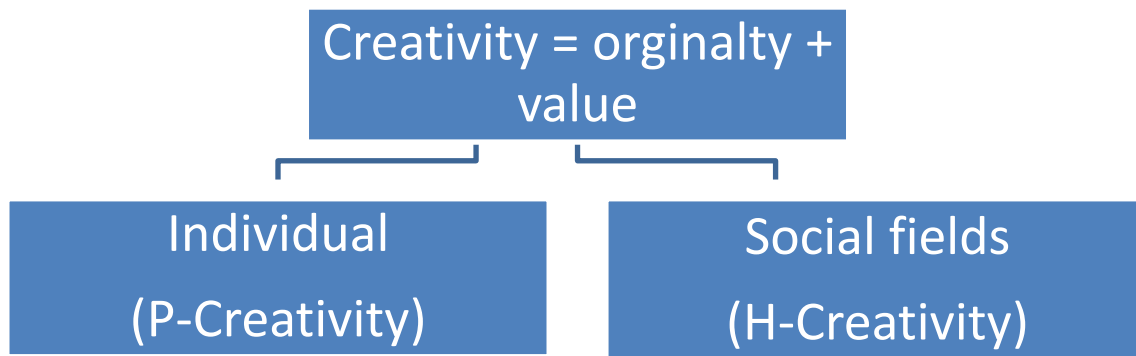 Creativity = orginalty +
value
Individual
(P-Creativity)
Social fields
(H-Creativity)